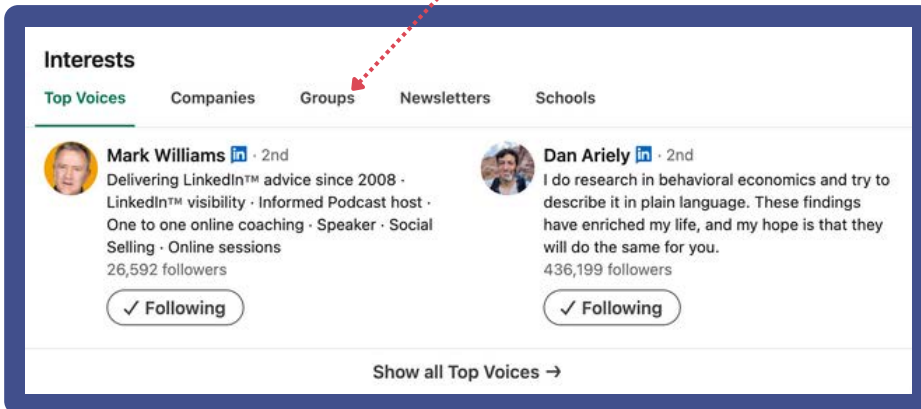 Interests
Top Voices Companies Groups Newsletters Schools
Mark Williams in · 2nd
Delivering LinkedIn™ advice since 2008 ·
LinkedIn™ visibility · Informed Podcast host ·
One to one online coaching · Speaker · Social
Selling · Online sessions
26,592 followers
✓ Following
Dan Ariely in · 2nd
I do research in behavioral economics and try to
describe it in plain language. These findings
have enriched my life, and my hope is that they
will do the same for you.
436,199 followers
✓ Following
Show all Top Voices →